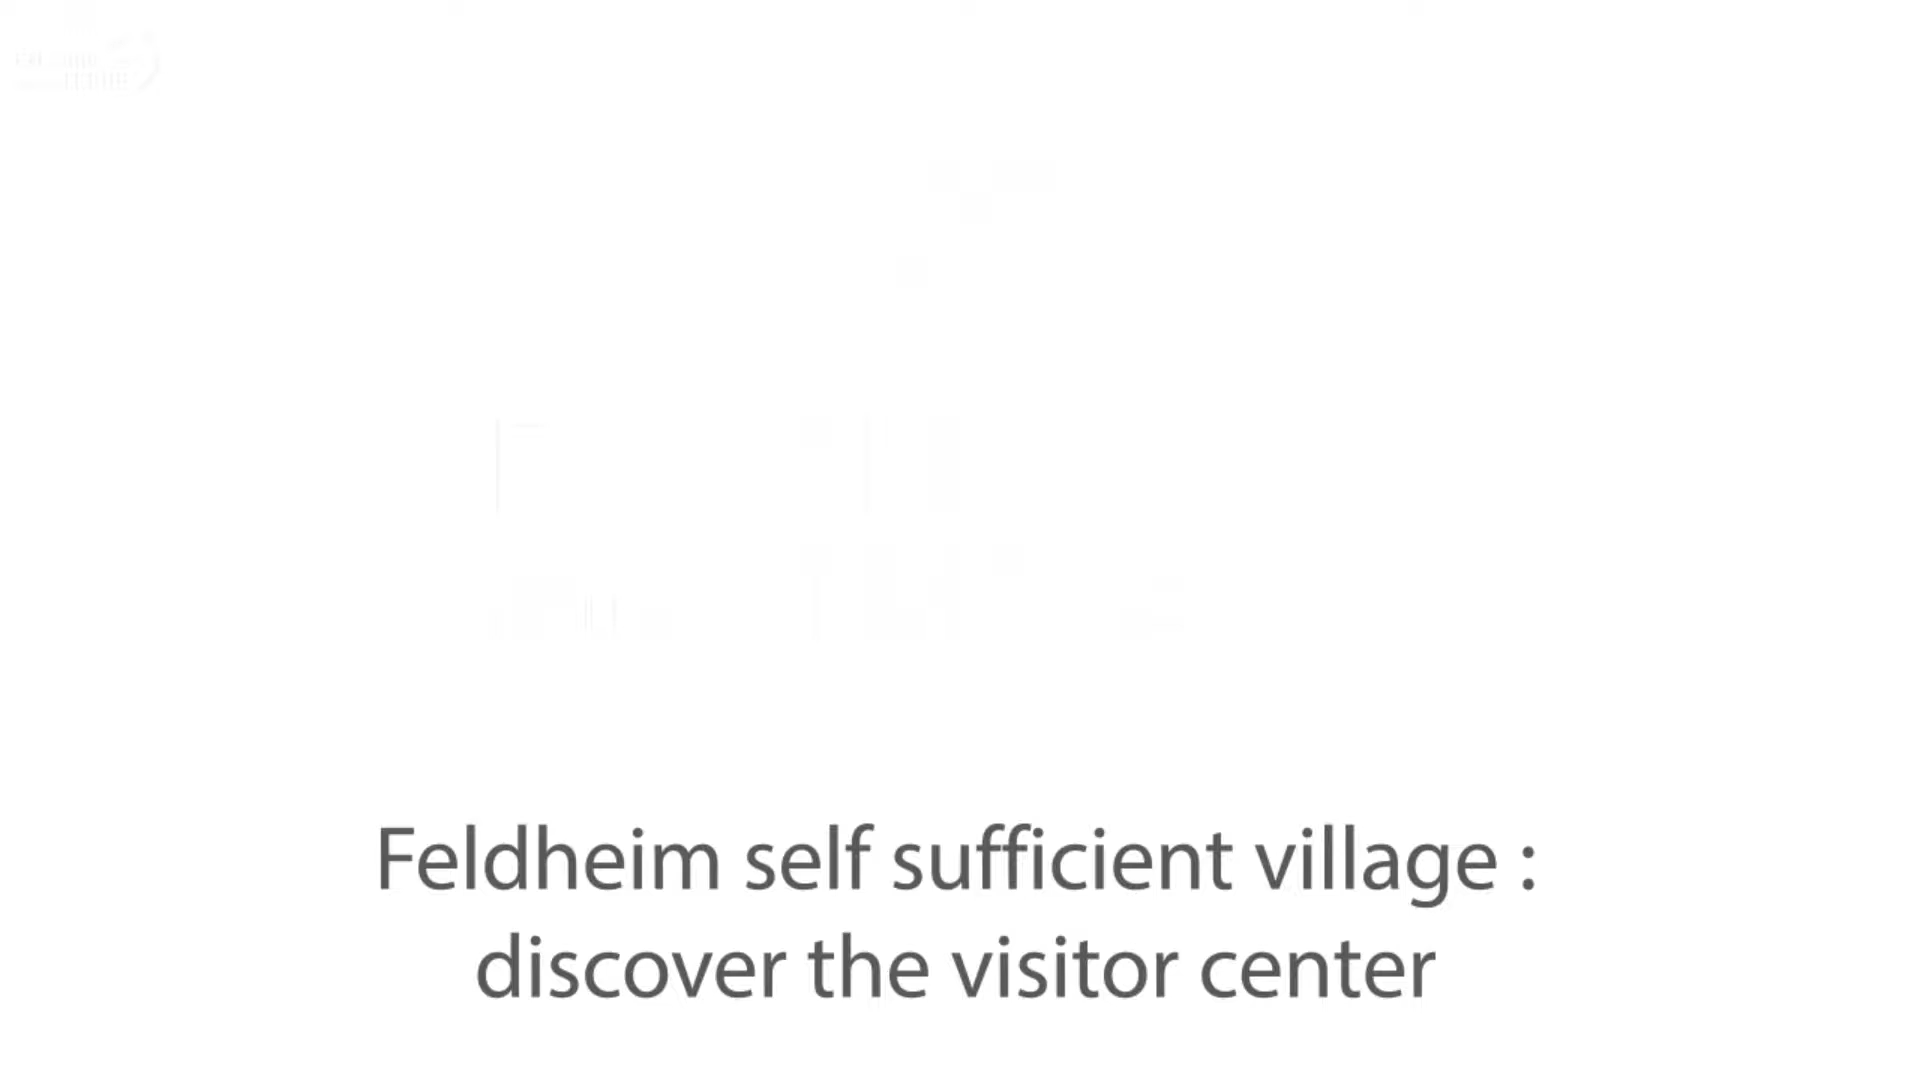 Feldheim self sufficient village :
discover the visitor center